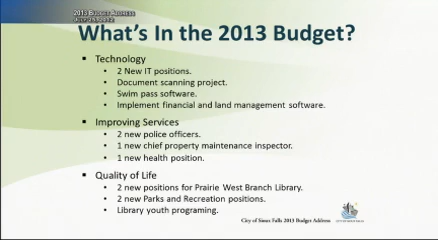 2013 Budget Address
July 26, 2012
What's In the 2013 Budget?
▪ Technology
• 2 New IT positions.
• Document scanning project.
• Swim pass software.
• Implement financial and land management software.
▪ Improving Services
• 2 new police officers.
• 1 new chief property maintenance inspector.
• 1 new health position.
▪ Quality of Life
• 2 new positions for Prairie West Branch Library.
• 2 new Parks and Recreation positions.
• Library youth programing.
City of Sioux Falls 2013 Budget Address